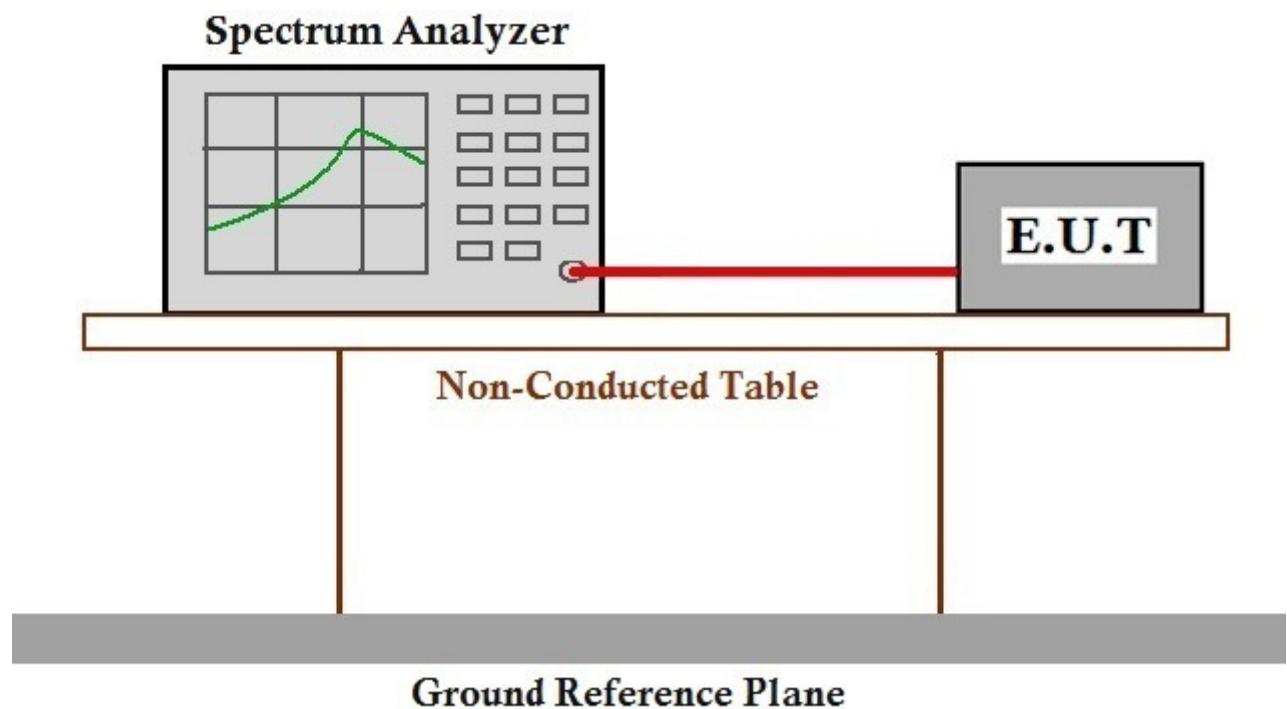 Spectrum Analyzer
E.U.T
Non-Conducted Table
Ground Reference Plane